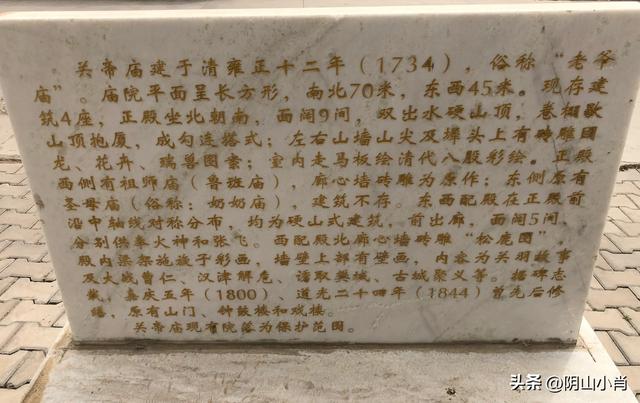 关帝庙建于清雍正十二年（1734），俗称“老爷
庙”。庙院平面呈长方形，南北70米，东西45米。现存建
筑4座，正殿坐北朝南，面阔9间，双出水硬山顶，卷棚歇
山顶抱厦，成勾连搭式；左右山墙山尖及墀头上有砖雕团
龙、花卉、瑞兽图案；室内走马板绘清代八股彩绘。正殿
西侧有祖师庙（鲁班庙），廊心墙砖雕为原作；东侧原有
圣母庙（俗称：奶奶庙），建筑不存。东西配殿在正殿前
沿中轴线对称分布，均为硬山式建筑，前出廊，面阔5间，
分别供奉火神和张飞。西配殿北廊心墙砖雕“松鹿图”
殿内梁架施旋子彩画，墙壁上部有壁画，内容为关羽故事
及大战曹仁、汉津解危、谲取樊城、古城聚义等。据碑志
载，嘉庆五年（1800）、道光二十四年（1844）曾先后修
缮，原有山门、钟鼓楼和戏楼。
关帝庙现有院落为保护范围。
头条 @阴山小肖